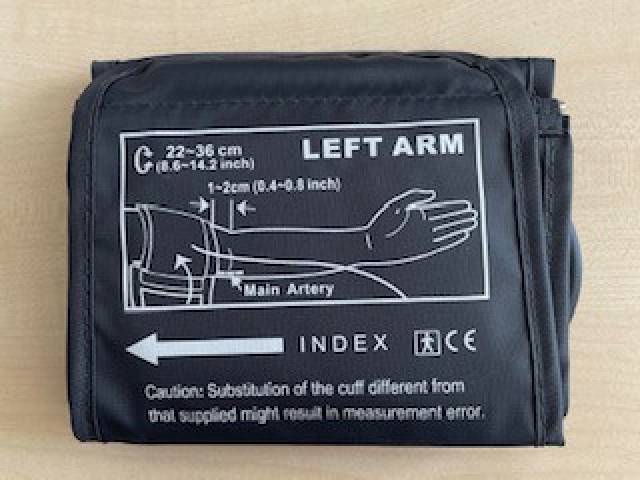 22~36 cm
(8.6~14.2 inch)
LEFT ARM
1~2cm (0.4~0.8 inch)
Main Artery
INDEX CE
Caution: Substitution of the cuff different from
that supplied might result in measurement error.